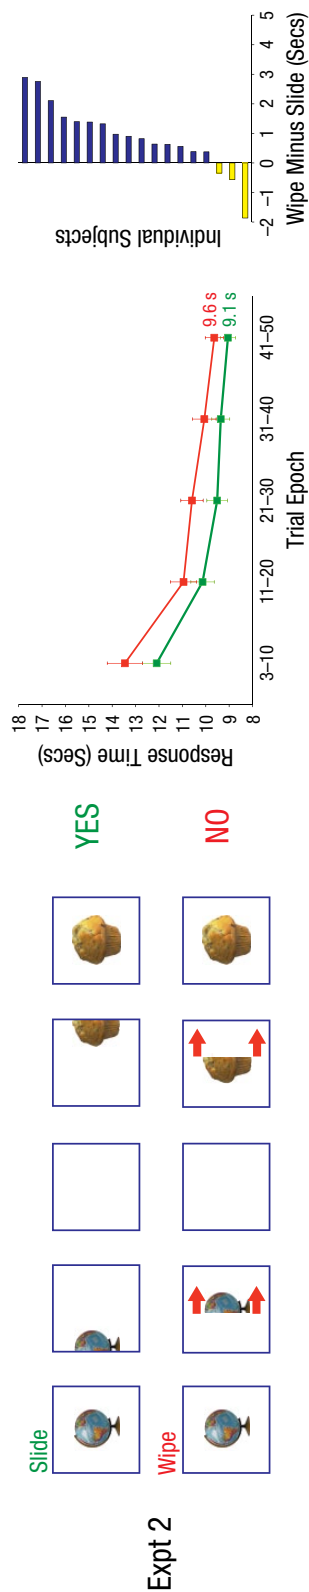 Expt 2
Slide
YES
Wipe
NO
Response Time (Secs)
18
17
16
15
14
13
12
11
10
9
8
9.6 s
9.1 s
3–10
11–20
21–30
31–40
41–50
Trial Epoch
Individual Subjects
5
4
3
2
1
0
–1
–2
Wipe Minus Slide (Secs)